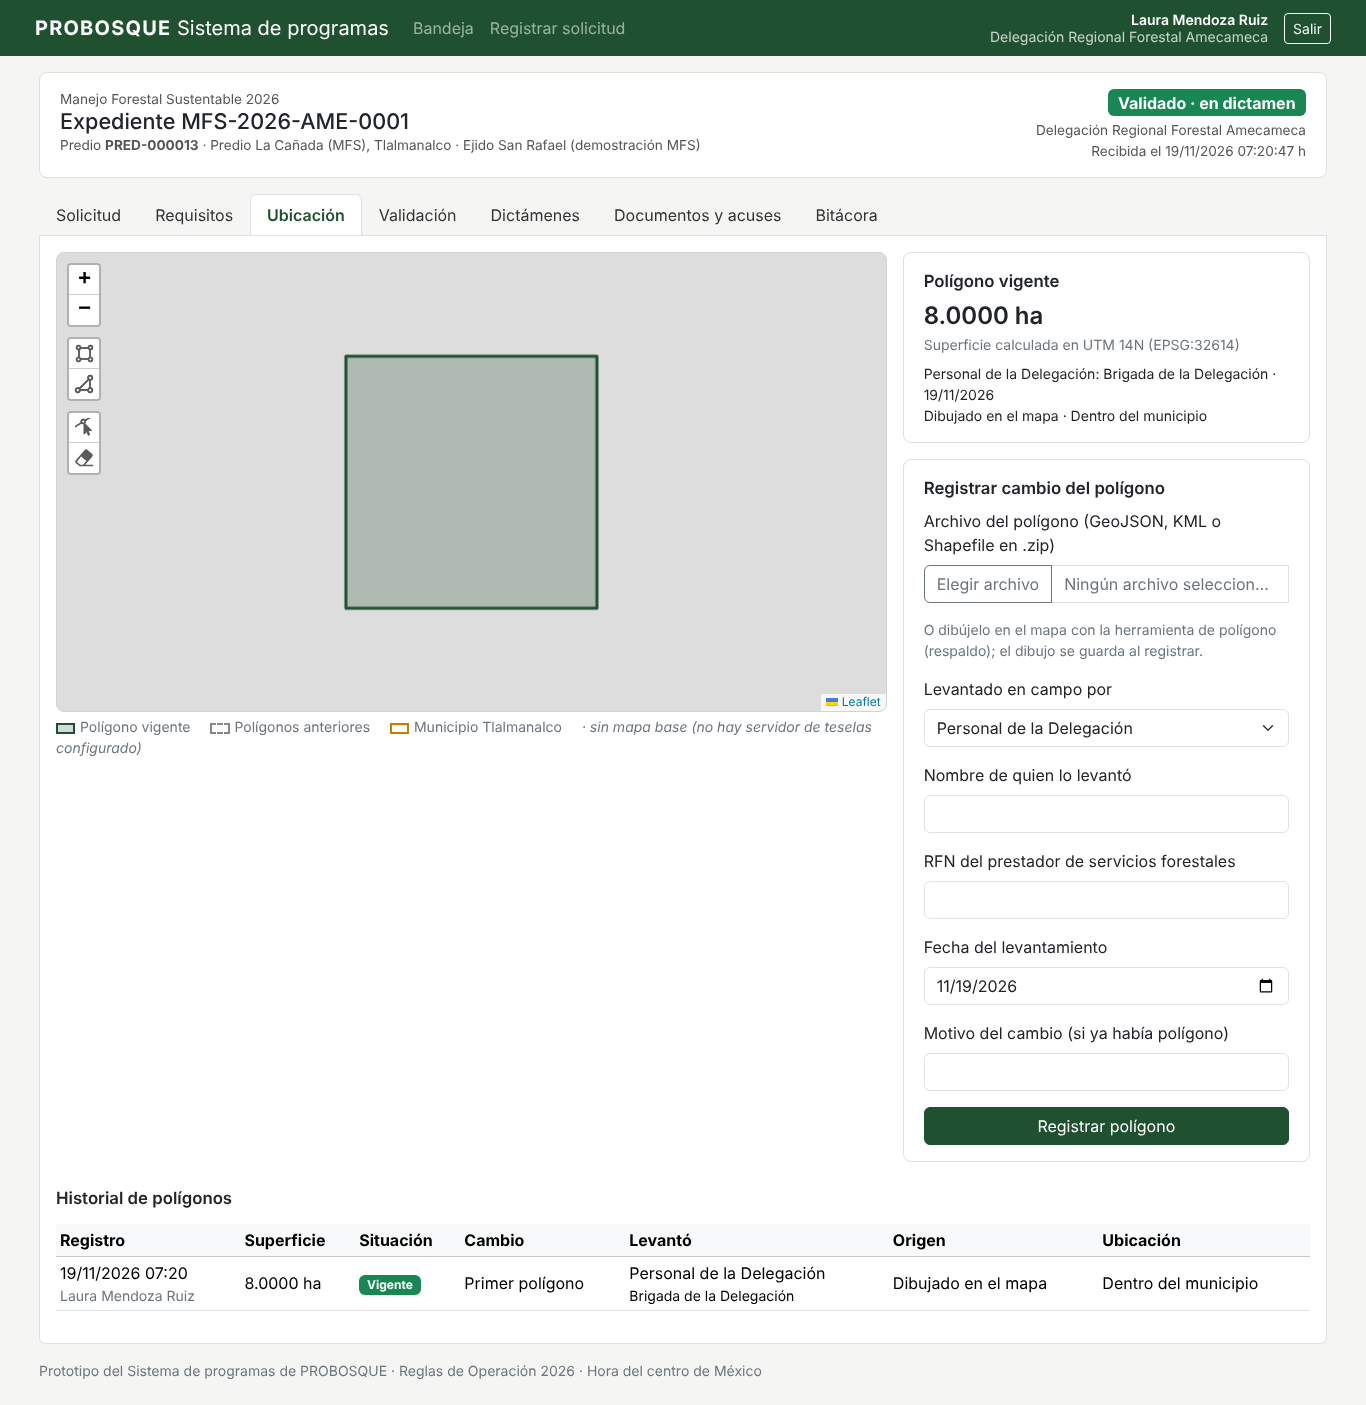 PROBOSQUE Sistema de programas
Bandeja
Registrar solicitud
Laura Mendoza Ruiz
Delegación Regional Forestal Amecameca
Salir
Manejo Forestal Sustentable 2026
Expediente MFS-2026-AME-0001
Predio PRED-000013 · Predio La Cañada (MFS), Tlalmanalco · Ejido San Rafael (demostración MFS)
Validado · en dictamen
Delegación Regional Forestal Amecameca
Recibida el 19/11/2026 07:20:47 h
Solicitud
Requisitos
Ubicación
Validación
Dictámenes
Documentos y acuses
Bitácora
+
−
Leaflet
Polígono vigente
Polígonos anteriores
Municipio Tlalmanalco
· sin mapa base (no hay servidor de teselas
configurado)
Polígono vigente
8.0000 ha
Superficie calculada en UTM 14N (EPSG:32614)
Personal de la Delegación: Brigada de la Delegación ·
19/11/2026
Dibujado en el mapa · Dentro del municipio
Registrar cambio del polígono
Archivo del polígono (GeoJSON, KML o
Shapefile en .zip)
Elegir archivo
Ningún archivo seleccion...
O dibújelo en el mapa con la herramienta de polígono
(respaldo); el dibujo se guarda al registrar.
Levantado en campo por
Personal de la Delegación
Nombre de quien lo levantó
RFN del prestador de servicios forestales
Fecha del levantamiento
11/19/2026
Motivo del cambio (si ya había polígono)
Registrar polígono
Historial de polígonos
Registro Superficie Situación Cambio Levantó Origen Ubicación
19/11/2026 07:20 8.0000 ha Vigente Primer polígono Personal de la Delegación Dibujado en el mapa Dentro del municipio
Laura Mendoza Ruiz Brigada de la Delegación
Prototipo del Sistema de programas de PROBOSQUE · Reglas de Operación 2026 · Hora del centro de México